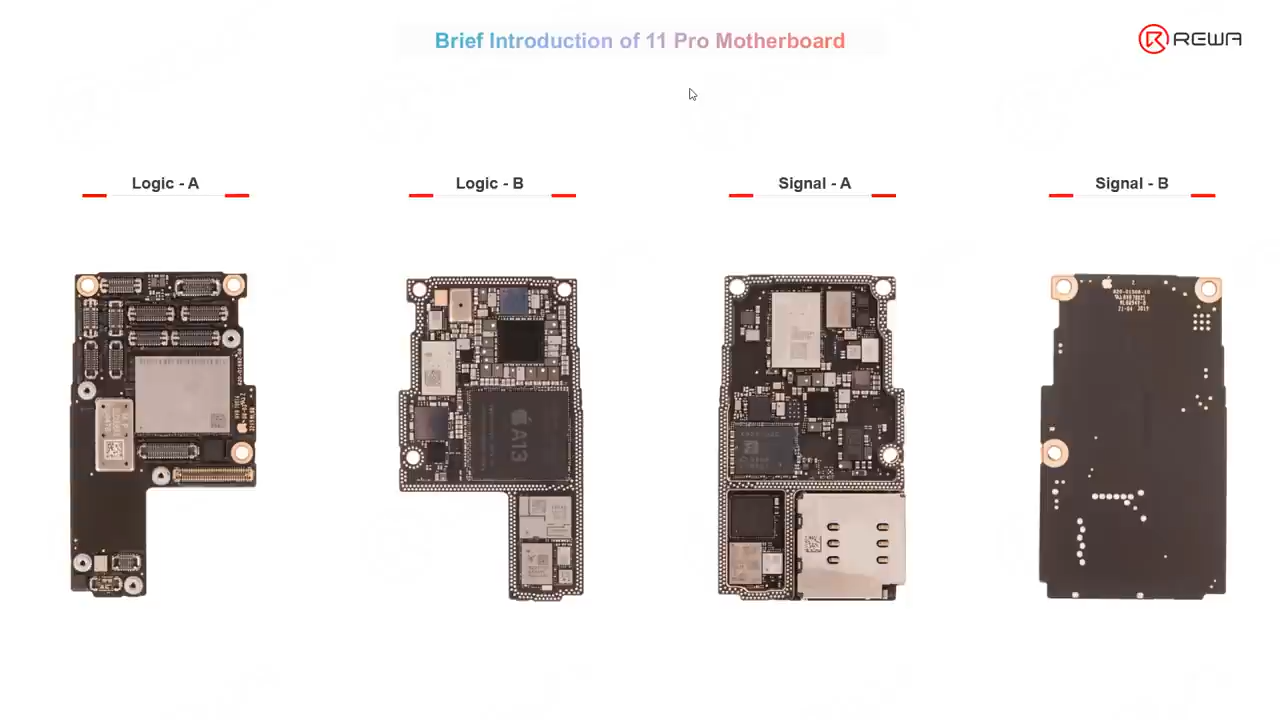 Brief Introduction of 11 Pro Motherboard
REWA
Logic - A
Logic - B
Signal - A
Signal - B
A13